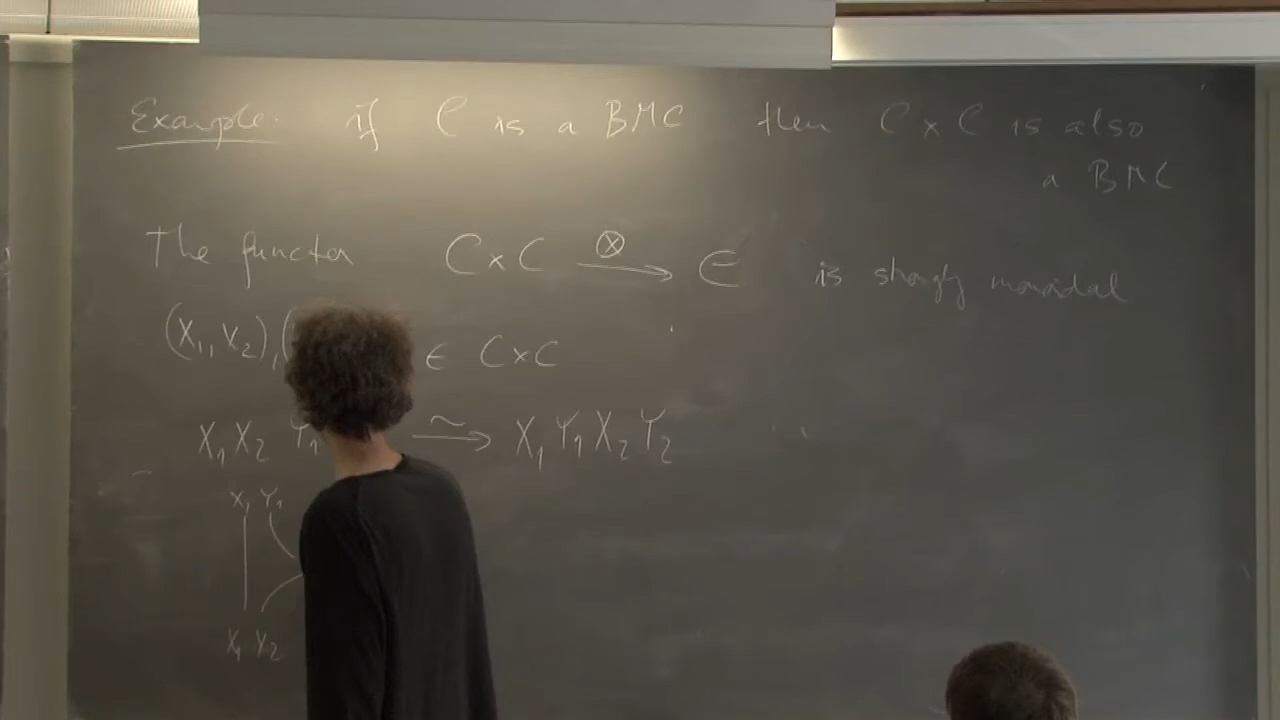 Example: if C is a BMC then C × C is also
a BMC
The functor C × C ⊗→ C is strongly monoidal
(X₁, X₂), ( ∈ C × C
X₁ X₂ Y₁ ~→ X₁ Y₁ X₂ Y₂
X₁ Y₁
X₁ X₂